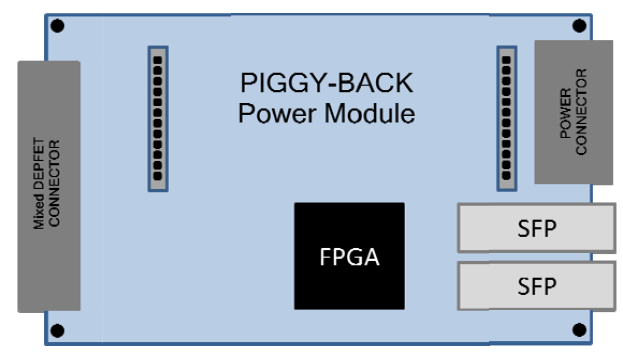 PIGGY-BACK
Power Module
Mixed DEPFET
CONNECTOR
POWER
CONNECTOR
FPGA
SFP
SFP